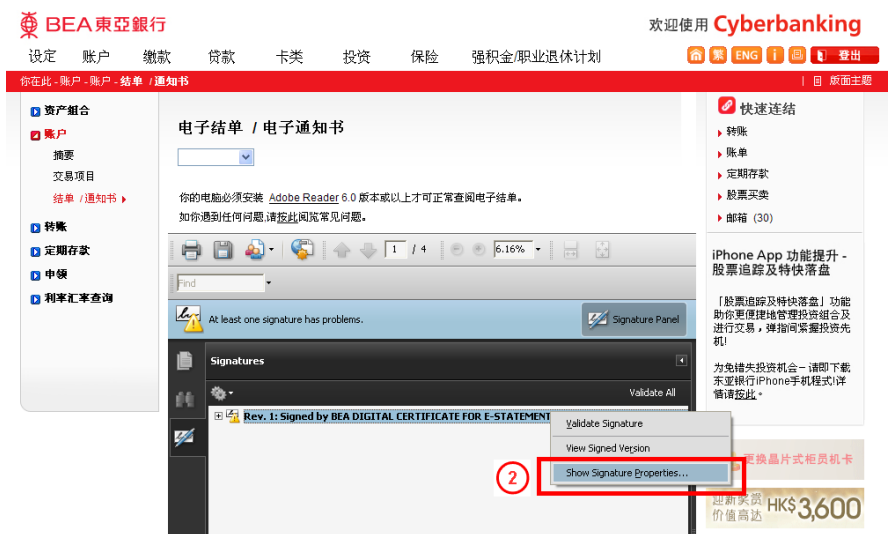 BEA 東亞銀行
欢迎使用 Cyberbanking
设定 账户 缴款 贷款 卡类 投资 保险 强积金/职业退休计划
繁 ENG i 登出
你在此 - 账户 - 账户 - 结单 / 通知书
版面主题
资产组合
账户
摘要
交易项目
结单 / 通知书
转账
定期存款
申领
利率汇率查询
电子结单 / 电子通知书
你的电脑必须安装 Adobe Reader 6.0 版本或以上才可正常查阅电子结单。
如你遇到任何问题,请按此阅览常见问题。
1 / 4 6.16%
Find
At least one signature has problems.
Signature Panel
Signatures
Validate All
Rev. 1: Signed by BEA DIGITAL CERTIFICATE FOR E-STATEMENT
Validate Signature
View Signed Version
Show Signature Properties...
2
快速连结
转账
账单
定期存款
股票买卖
邮箱 (30)
iPhone App 功能提升 -
股票追踪及特快落盘
「股票追踪及特快落盘」功能
助你更便捷地管理投资组合及
进行交易，弹指间紧握投资先
机!
为免错失投资机会 – 请即下载
东亚银行iPhone手机程式!详
情请按此。
更换晶片式柜员机卡
迎新奖赏
价值高达 HK$3,600